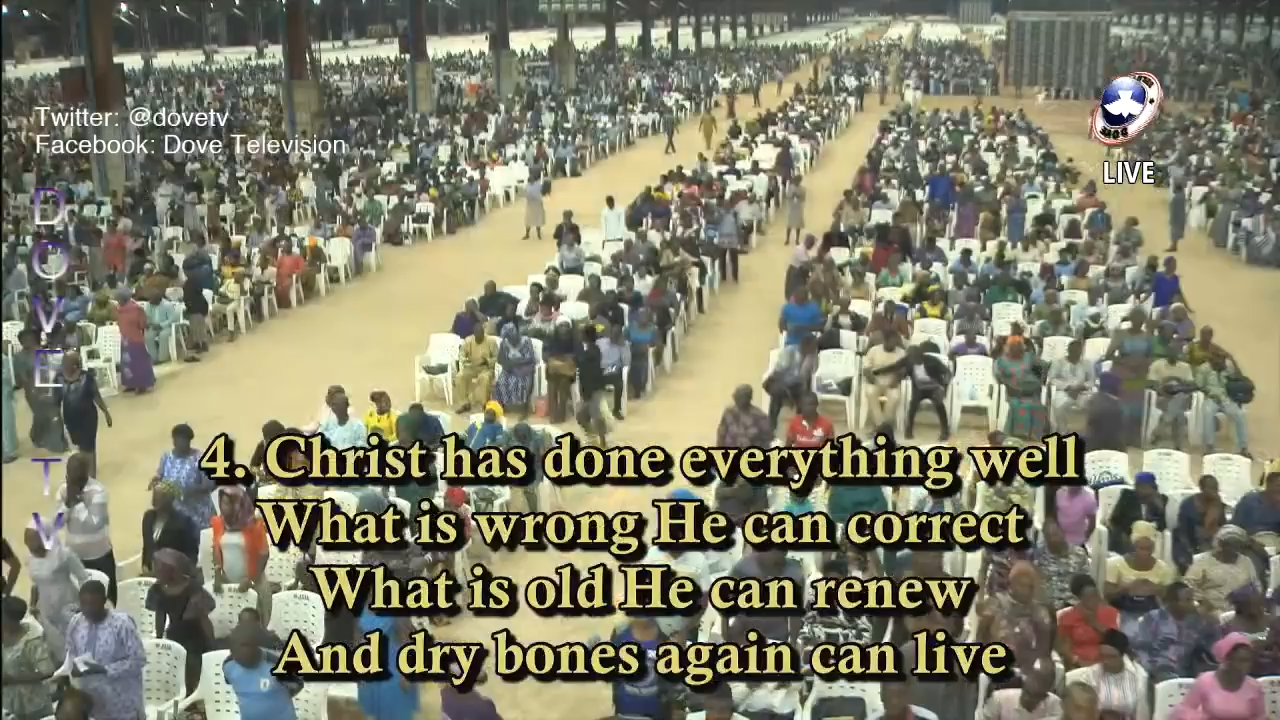 Twitter: @dovetv
Facebook: Dove Television
LIVE
DOVE
TV
4. Christ has done everything well
What is wrong He can correct
What is old He can renew
And dry bones again can live